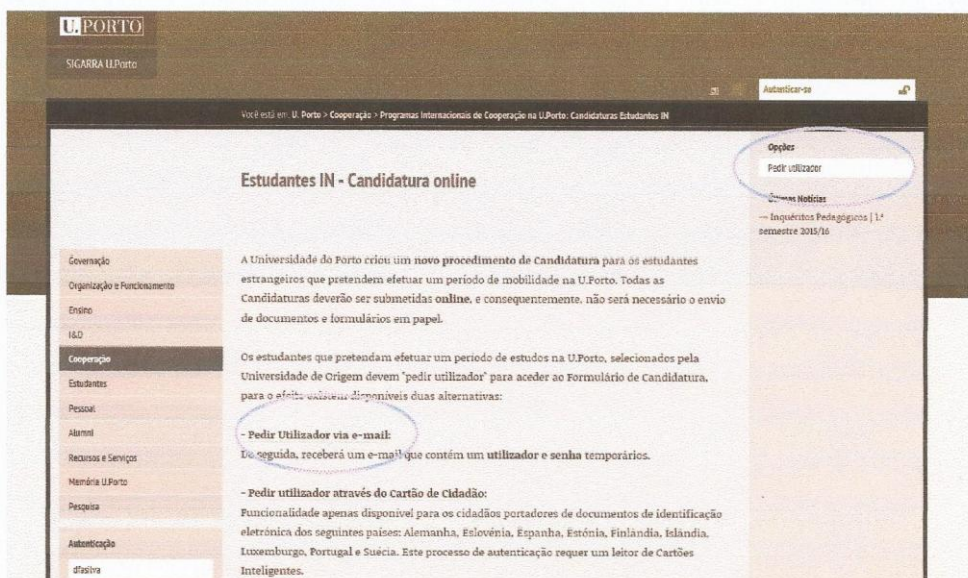 U.PORTO
SIGARRA U.Porto
Autenticar-se
Você está em: U. Porto > Cooperação > Programas Internacionais de Cooperação na U.Porto: Candidaturas Estudantes IN
Opções
Pedir utilizador
Últimas Notícias
— Inquéritos Pedagógicos | 1.º
semestre 2015/16
Estudantes IN - Candidatura online
Governação
Organização e Funcionamento
Ensino
I&D
Cooperação
Estudantes
Pessoal
Alumni
Recursos e Serviços
Memória U.Porto
Pesquisa
Autenticação
dfasilva
A Universidade do Porto criou um novo procedimento de Candidatura para os estudantes
estrangeiros que pretendem efetuar um período de mobilidade na U.Porto. Todas as
Candidaturas deverão ser submetidas online, e consequentemente, não será necessário o envio
de documentos e formulários em papel.
Os estudantes que pretendam efetuar um período de estudos na U.Porto, selecionados pela
Universidade de Origem devem "pedir utilizador" para aceder ao Formulário de Candidatura,
para o efeito existem disponíveis duas alternativas:
- Pedir Utilizador via e-mail:
De seguida, receberá um e-mail que contém um utilizador e senha temporários.
- Pedir utilizador através do Cartão de Cidadão:
Funcionalidade apenas disponível para os cidadãos portadores de documentos de identificação
eletrónica dos seguintes países: Alemanha, Eslovénia, Espanha, Estónia, Finlândia, Islândia,
Luxemburgo, Portugal e Suécia. Este processo de autenticação requer um leitor de Cartões
Inteligentes.